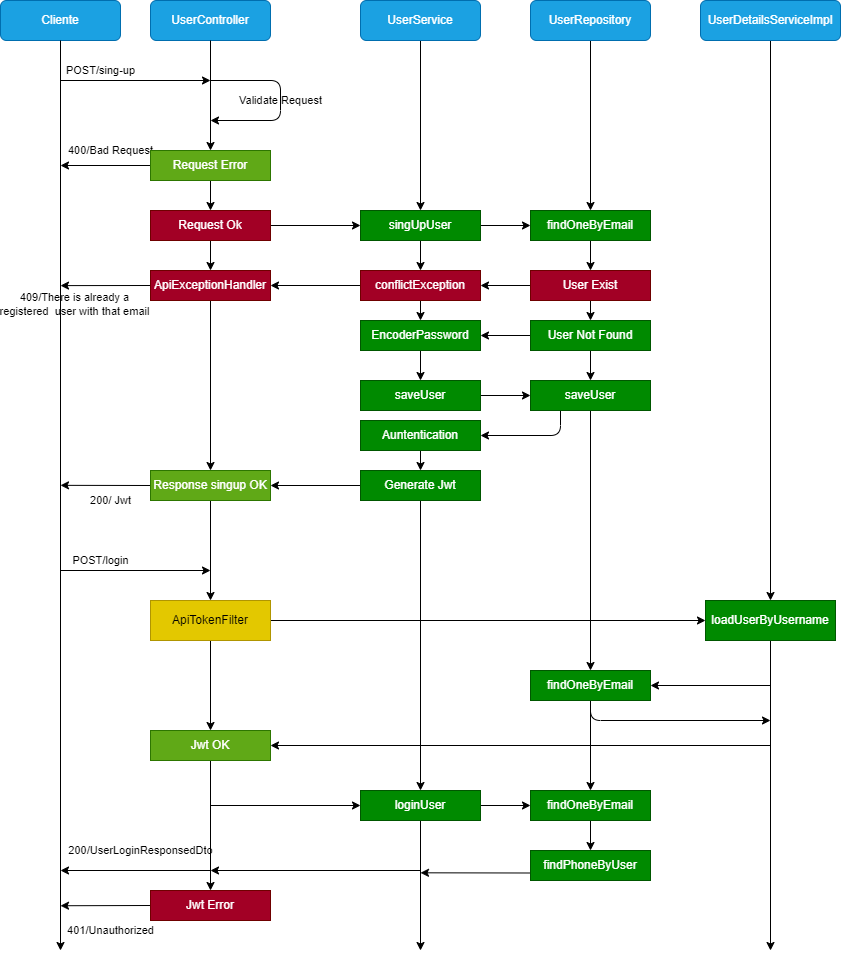 Cliente
UserController
UserService
UserRepository
UserDetailsServiceImpl
POST/sing-up
Validate Request
400/Bad Request
Request Error
Request Ok
singUpUser
findOneByEmail
ApiExceptionHandler
conflictException
User Exist
409/There is already a
registered user with that email
EncoderPassword
User Not Found
saveUser
saveUser
Auntentication
Response singup OK
Generate Jwt
200/ Jwt
POST/login
ApiTokenFilter
loadUserByUsername
findOneByEmail
Jwt OK
loginUser
findOneByEmail
200/UserLoginResponsedDto
findPhoneByUser
Jwt Error
401/Unauthorized